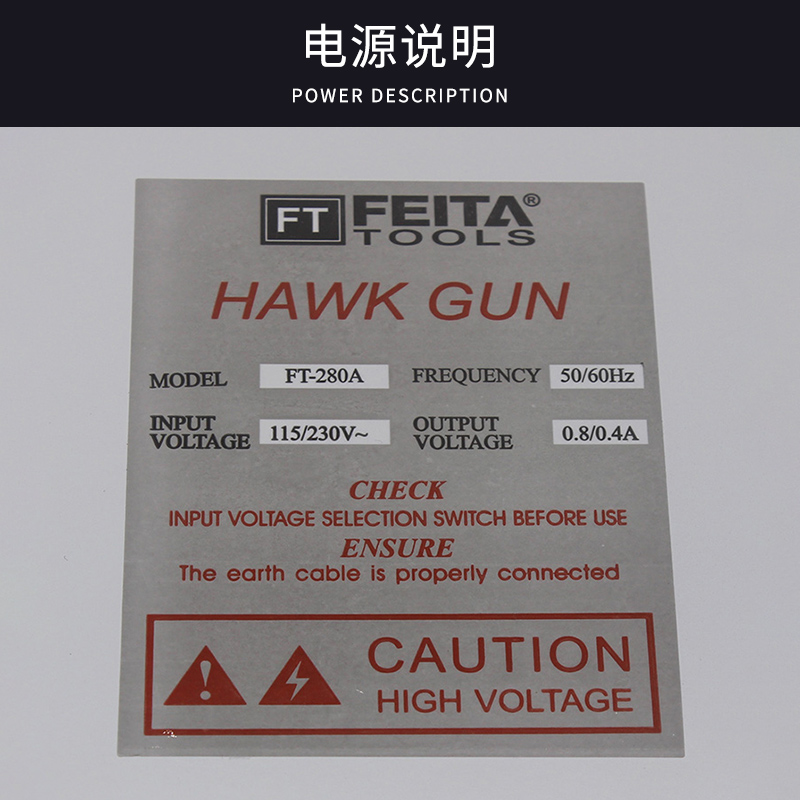 电源说明
POWER DESCRIPTION
FT FEITA®
TOOLS
HAWK GUN
MODEL FT-280A FREQUENCY 50/60Hz
INPUT VOLTAGE 115/230V~ OUTPUT VOLTAGE 0.8/0.4A
CHECK
INPUT VOLTAGE SELECTION SWITCH BEFORE USE
ENSURE
The earth cable is properly connected
CAUTION
HIGH VOLTAGE